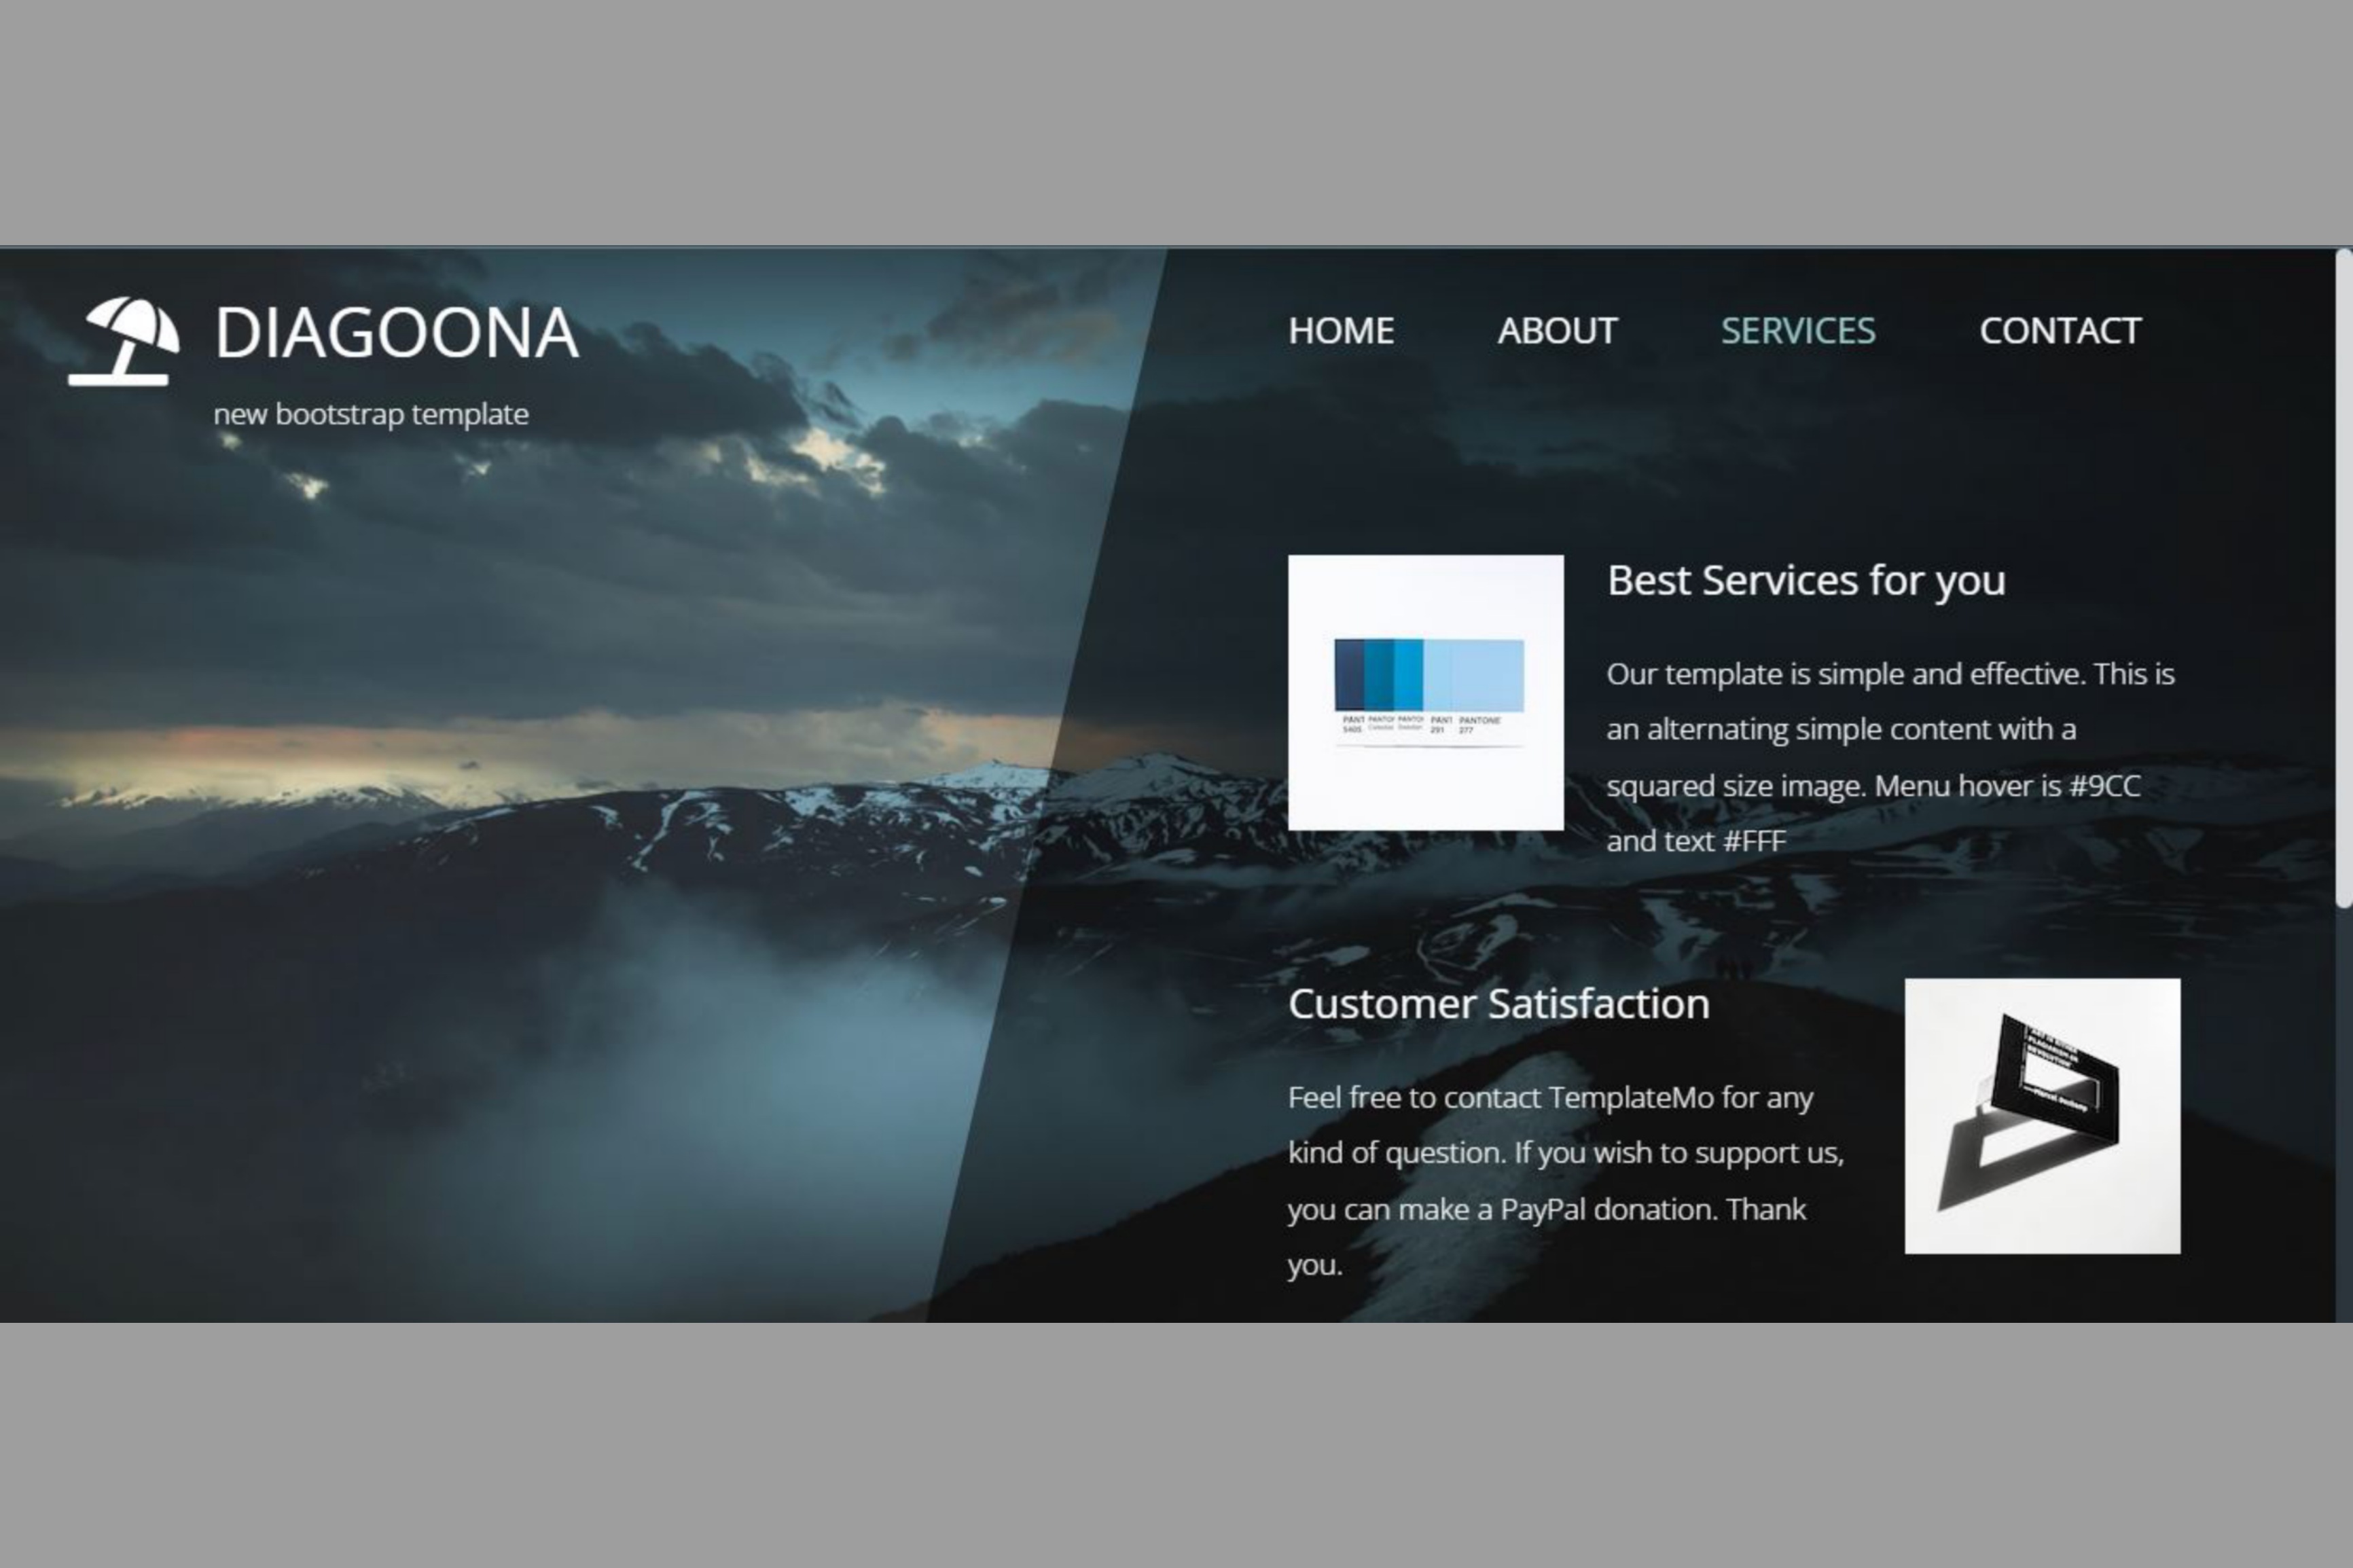 DIAGOONA
new bootstrap template
HOME ABOUT SERVICES CONTACT
Best Services for you
Our template is simple and effective. This is
an alternating simple content with a
squared size image. Menu hover is #9CC
and text #FFF
PANT PANTO PANTO PANT PANTONE
291 277
Customer Satisfaction
Feel free to contact TemplateMo for any
kind of question. If you wish to support us,
you can make a PayPal donation. Thank
you.